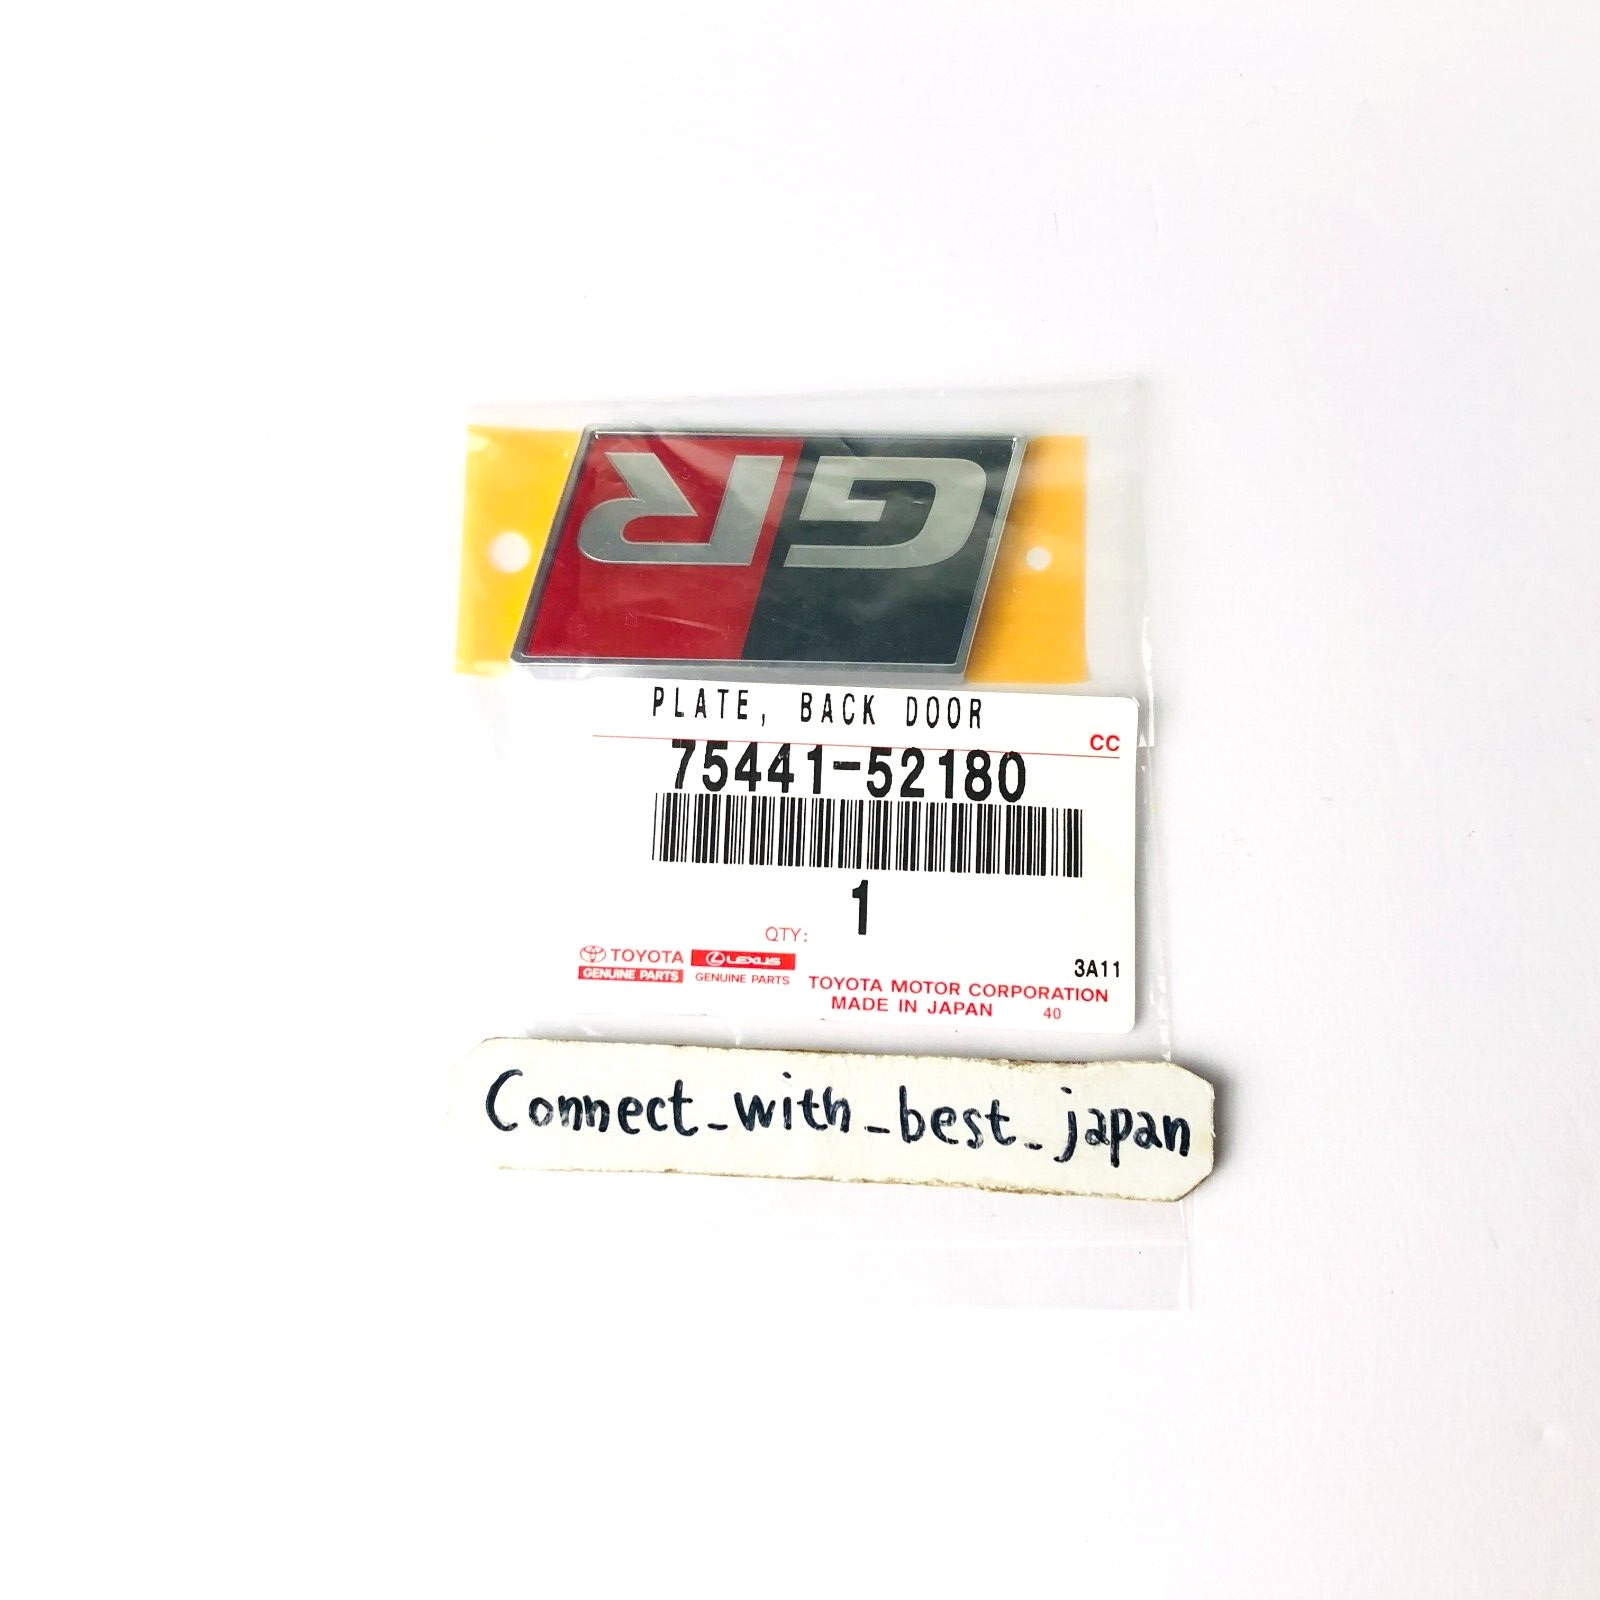 GR
PLATE, BACK DOOR
CC
75441-52180
1
QTY:
TOYOTA LEXUS
GENUINE PARTS GENUINE PARTS
3A11
TOYOTA MOTOR CORPORATION
MADE IN JAPAN 40
Connect_with_best_japan